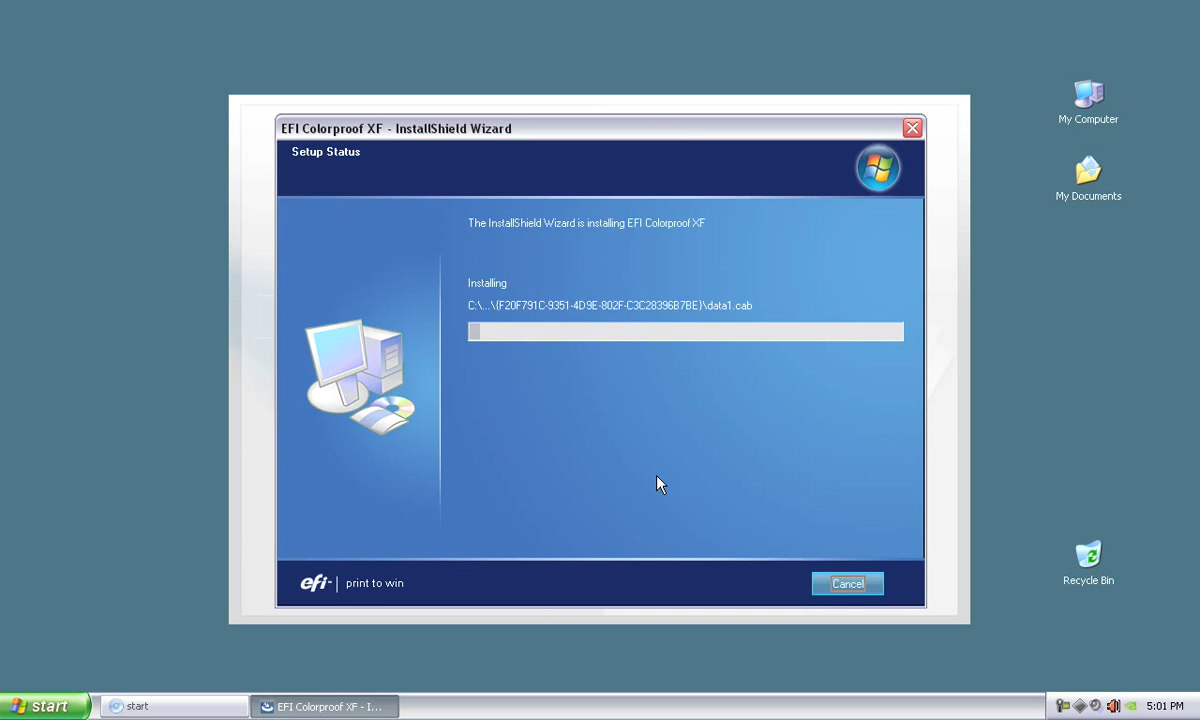 My Computer
My Documents
EFI Colorproof XF - InstallShield Wizard
Setup Status
The InstallShield Wizard is installing EFI Colorproof XF
Installing
C:\...\{F20F791C-9351-4D9E-802F-C3C28396B7BE}\data1.cab
efi
print to win
Cancel
Recycle Bin
start
start
EFI Colorproof XF - I...
5:01 PM